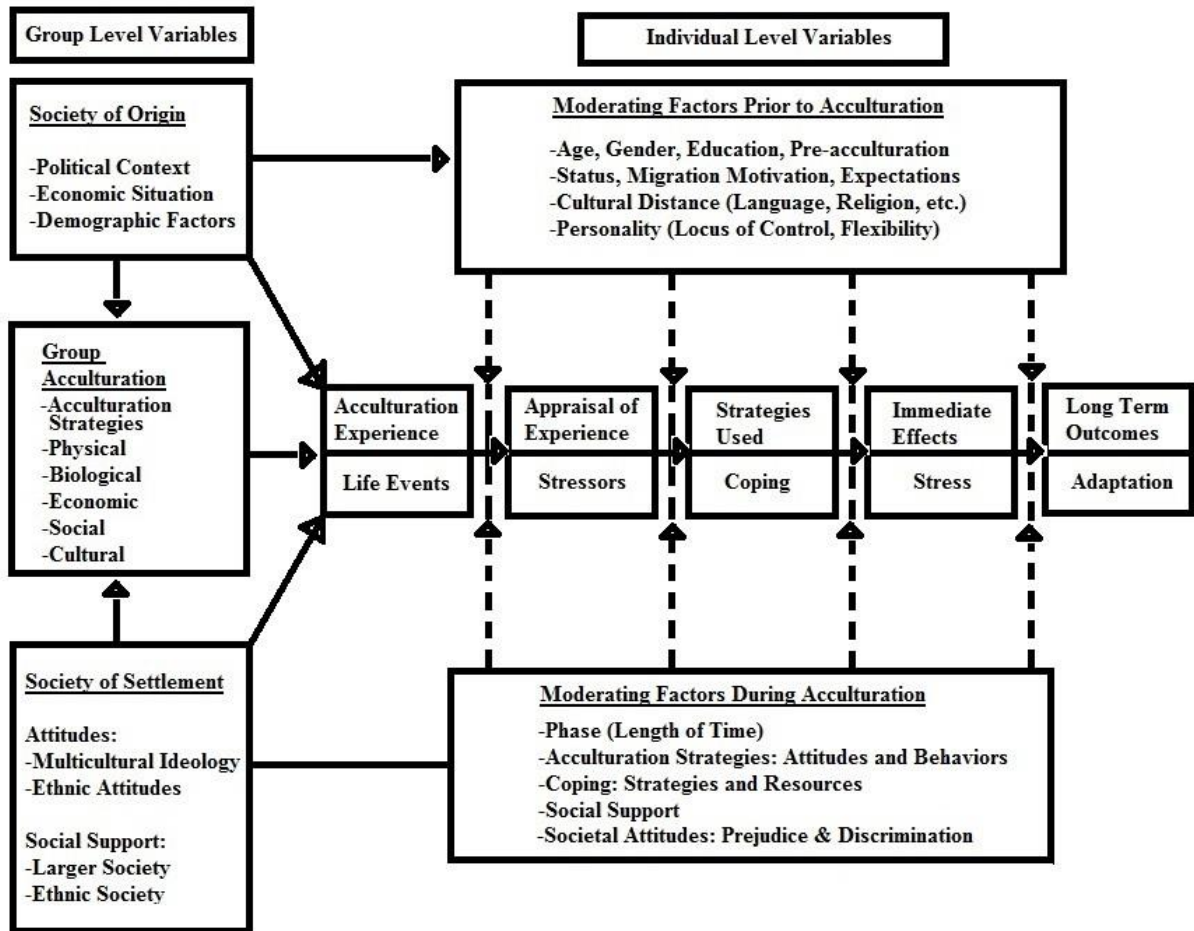 Group Level Variables
Individual Level Variables
Society of Origin
-Political Context
-Economic Situation
-Demographic Factors
Moderating Factors Prior to Acculturation
-Age, Gender, Education, Pre-acculturation
-Status, Migration Motivation, Expectations
-Cultural Distance (Language, Religion, etc.)
-Personality (Locus of Control, Flexibility)
Group
Acculturation
-Acculturation
Strategies
-Physical
-Biological
-Economic
-Social
-Cultural
Acculturation
Experience
Life Events
Appraisal of
Experience
Stressors
Strategies
Used
Coping
Immediate
Effects
Stress
Long Term
Outcomes
Adaptation
Society of Settlement
Attitudes:
-Multicultural Ideology
-Ethnic Attitudes
Social Support:
-Larger Society
-Ethnic Society
Moderating Factors During Acculturation
-Phase (Length of Time)
-Acculturation Strategies: Attitudes and Behaviors
-Coping: Strategies and Resources
-Social Support
-Societal Attitudes: Prejudice & Discrimination